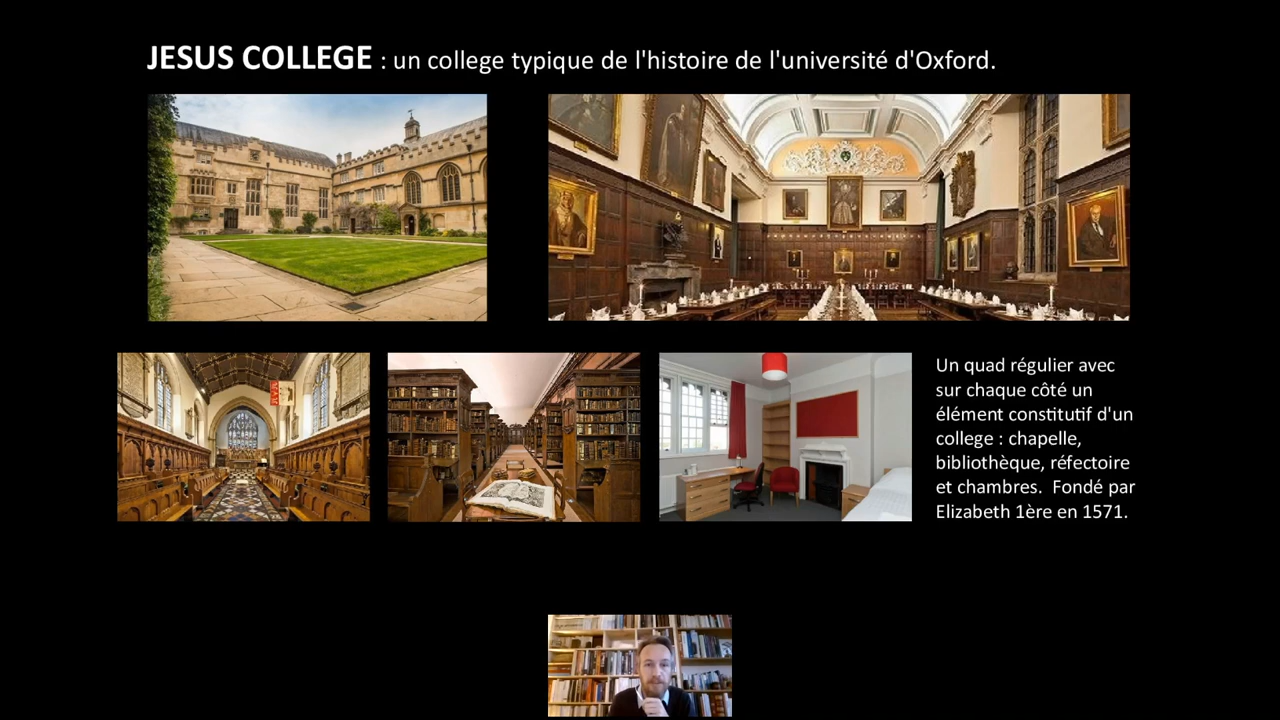 JESUS COLLEGE : un college typique de l'histoire de l'université d'Oxford.
Un quad régulier avec
sur chaque côté un
élément constitutif d'un
college : chapelle,
bibliothèque, réfectoire
et chambres.  Fondé par
Elizabeth 1ère en 1571.